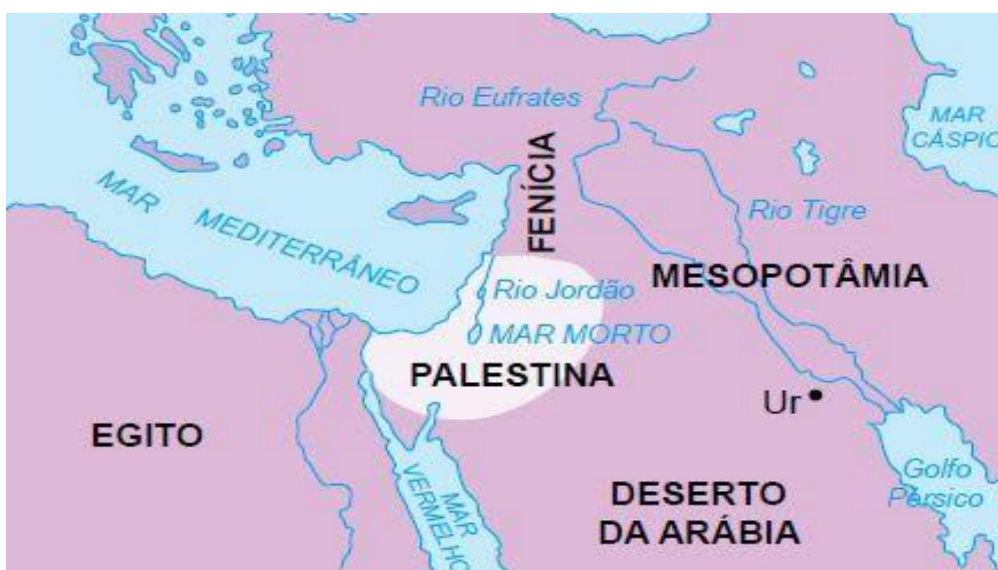 Rio Eufrates
MAR
CÁSPIO
FENÍCIA
MAR MEDITERRÂNEO
Rio Tigre
MESOPOTÂMIA
Rio Jordão
MAR MORTO
PALESTINA
Ur
EGITO
MAR
VERMELHO
DESERTO
DA ARÁBIA
Golfo
Pérsico